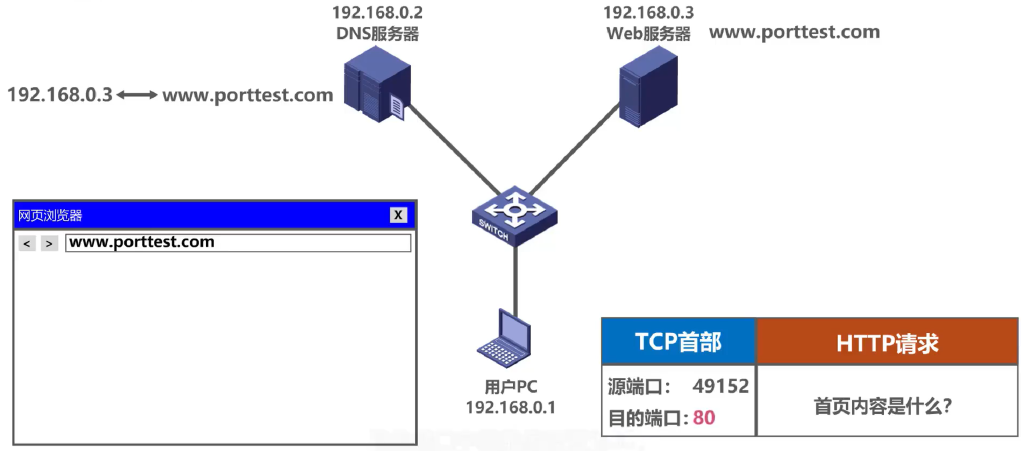 192.168.0.2
DNS服务器
192.168.0.3
Web服务器
www.porttest.com
192.168.0.3
www.porttest.com
网页浏览器
X
< >
www.porttest.com
SWITCH
用户PC
192.168.0.1
TCP首部
HTTP请求
源端口: 49152
目的端口: 80
首页内容是什么?